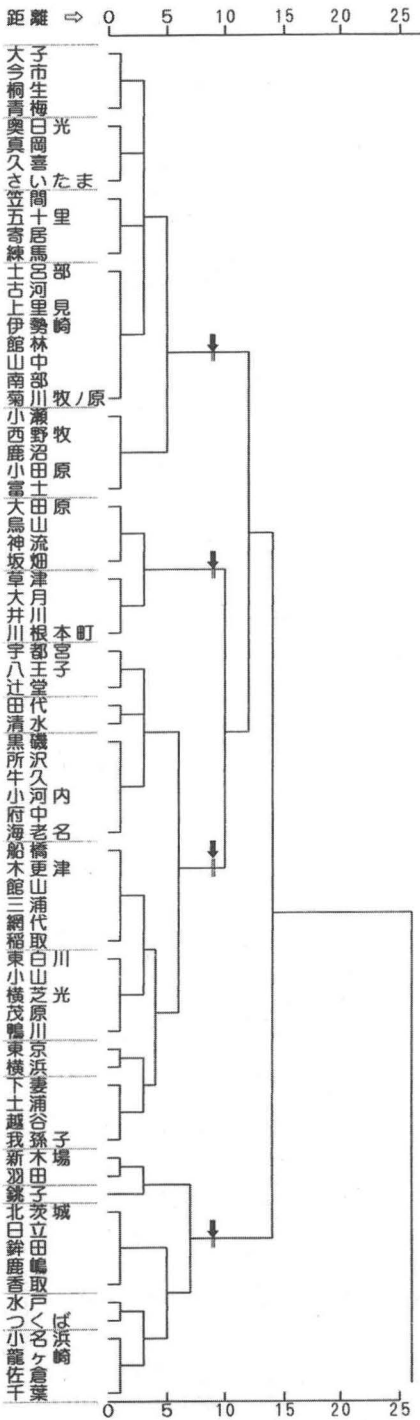 距離 ⇨ 0 5 10 15 20 25
大子
今市
桐生
青梅
奥日光
真岡
久喜
さいたま
笠間
五十里
寄居
練馬
土呂部
古河
上里見
伊勢崎
館林
山中
南部
菊川牧ノ原
小瀬
西野牧
鹿沼
小田原
富士
大田原
烏山
神流
坂畑
草津
大月
井川
川根本町
宇都宮
八王子
辻堂
田代
清水
黒磯
所沢
牛久
小河内
府中
海老名
船橋
木更津
館山
三浦
網代
稲取
東白川
小山
横芝光
茂原
鴨川
東京
横浜
下妻
土浦
越谷
我孫子
新木場
羽田
銚子
北茨城
日立
鉾田
鹿嶋
香取
水戸
つくば
小名浜
龍ヶ崎
佐倉
千葉
0 5 10 15 20 25